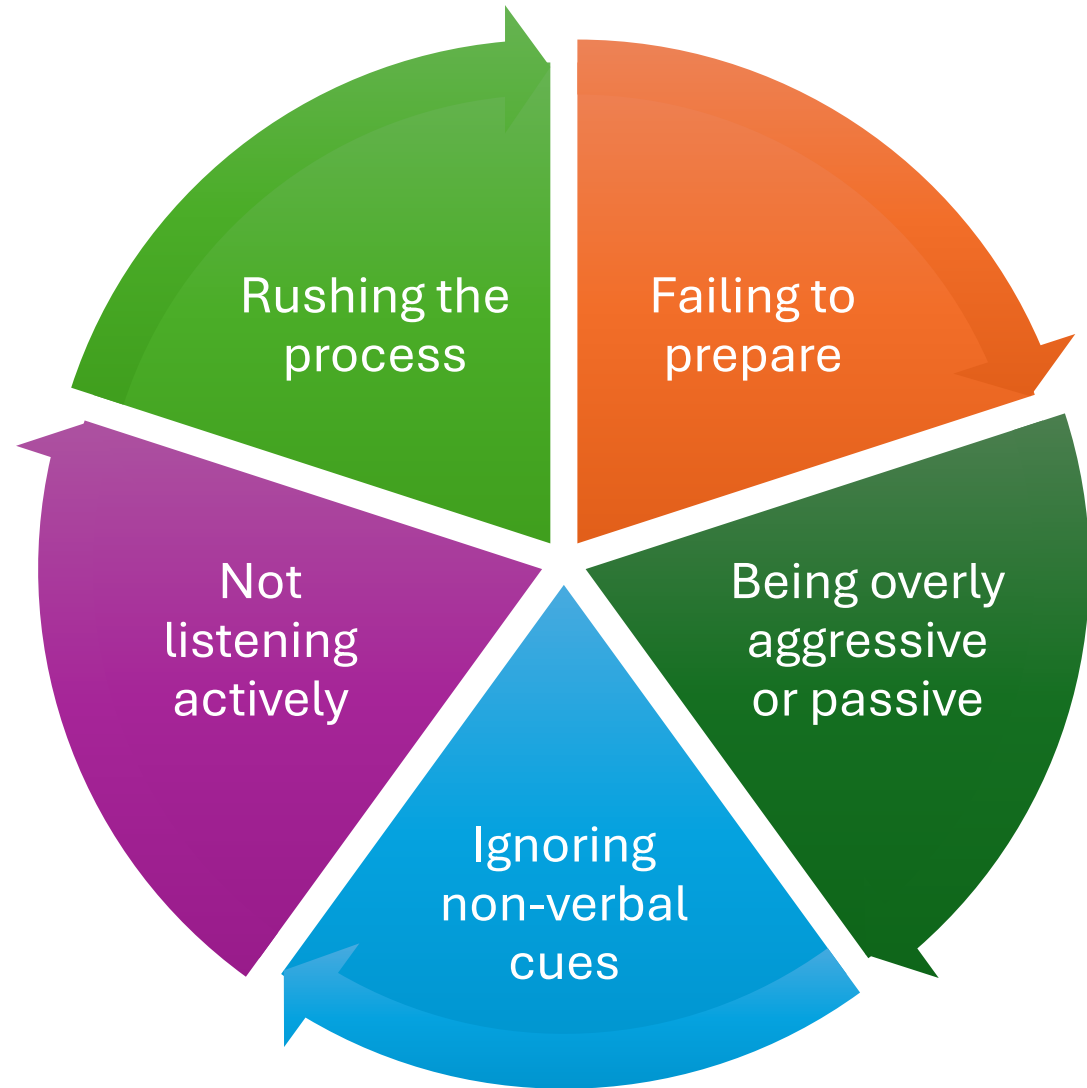 Failing to
prepare
Being overly
aggressive
or passive
Ignoring
non-verbal
cues
Not
listening
actively
Rushing the
process